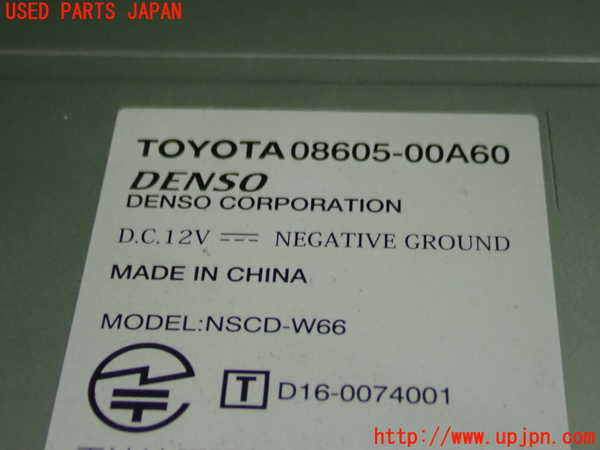 USED PARTS JAPAN
TOYOTA 08605-00A60
DENSO
DENSO CORPORATION
D.C.12V NEGATIVE GROUND
MADE IN CHINA
MODEL:NSCD-W66
T D16-0074001
http://www.upjpn.com/